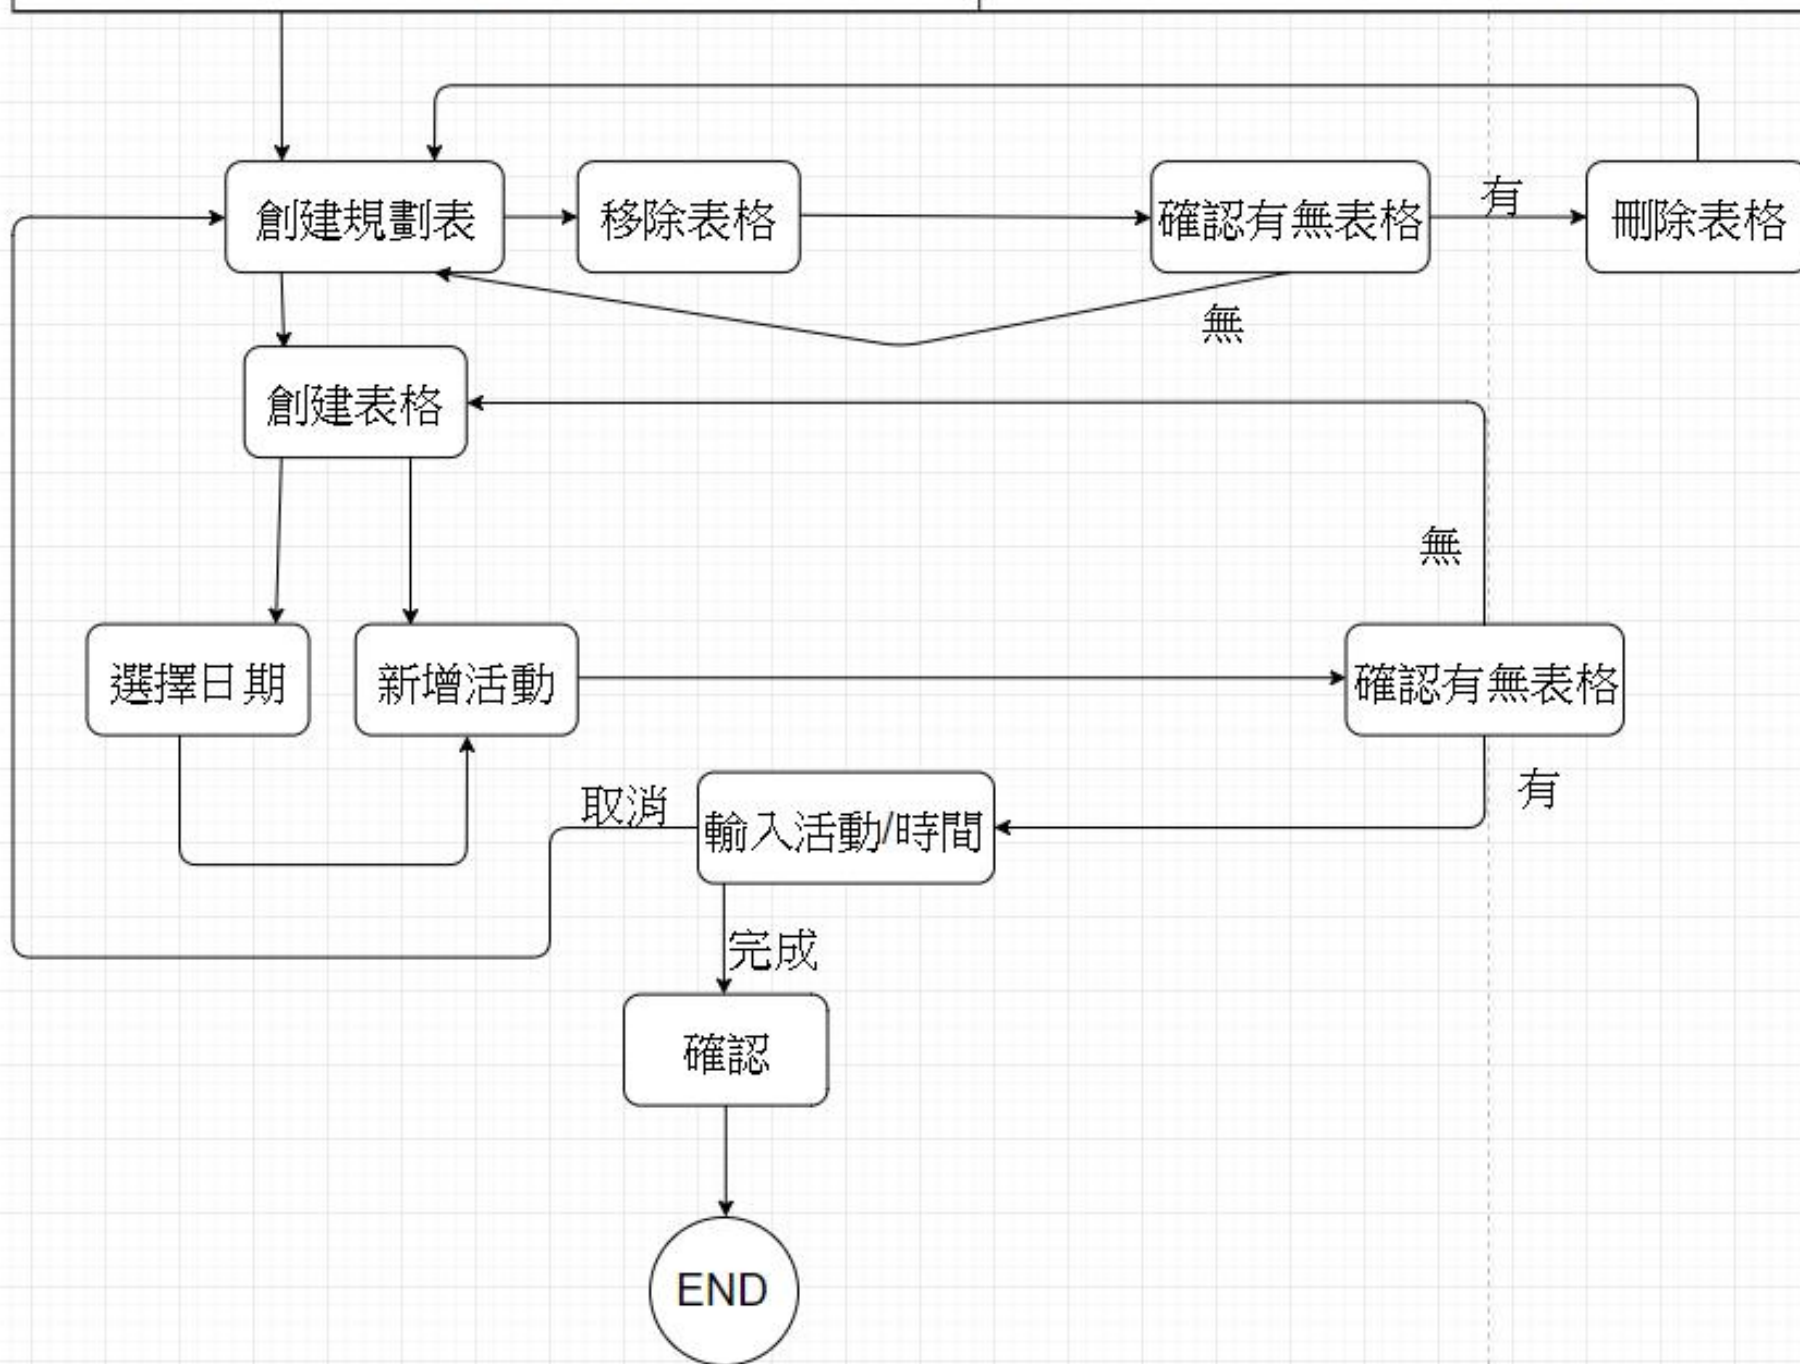 創建規劃表
移除表格
確認有無表格
有
刪除表格
無
創建表格
無
選擇日期
新增活動
確認有無表格
有
取消
輸入活動/時間
完成
確認
END